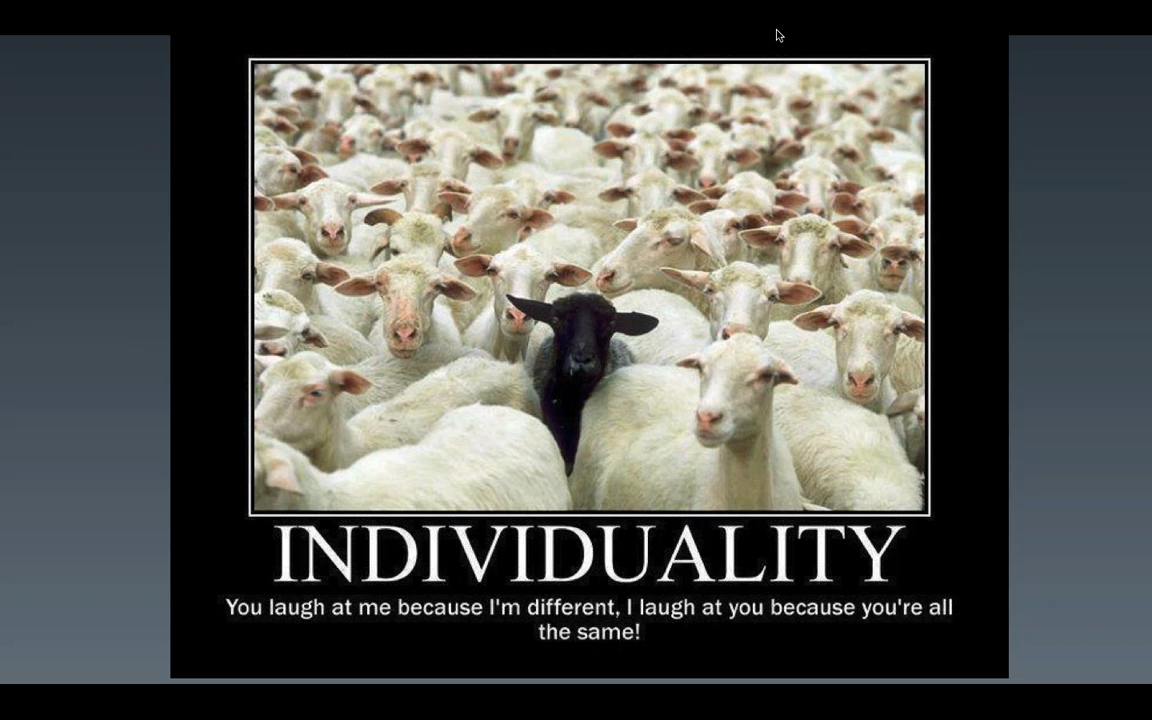 INDIVIDUALITY
You laugh at me because I'm different, I laugh at you because you're all
the same!